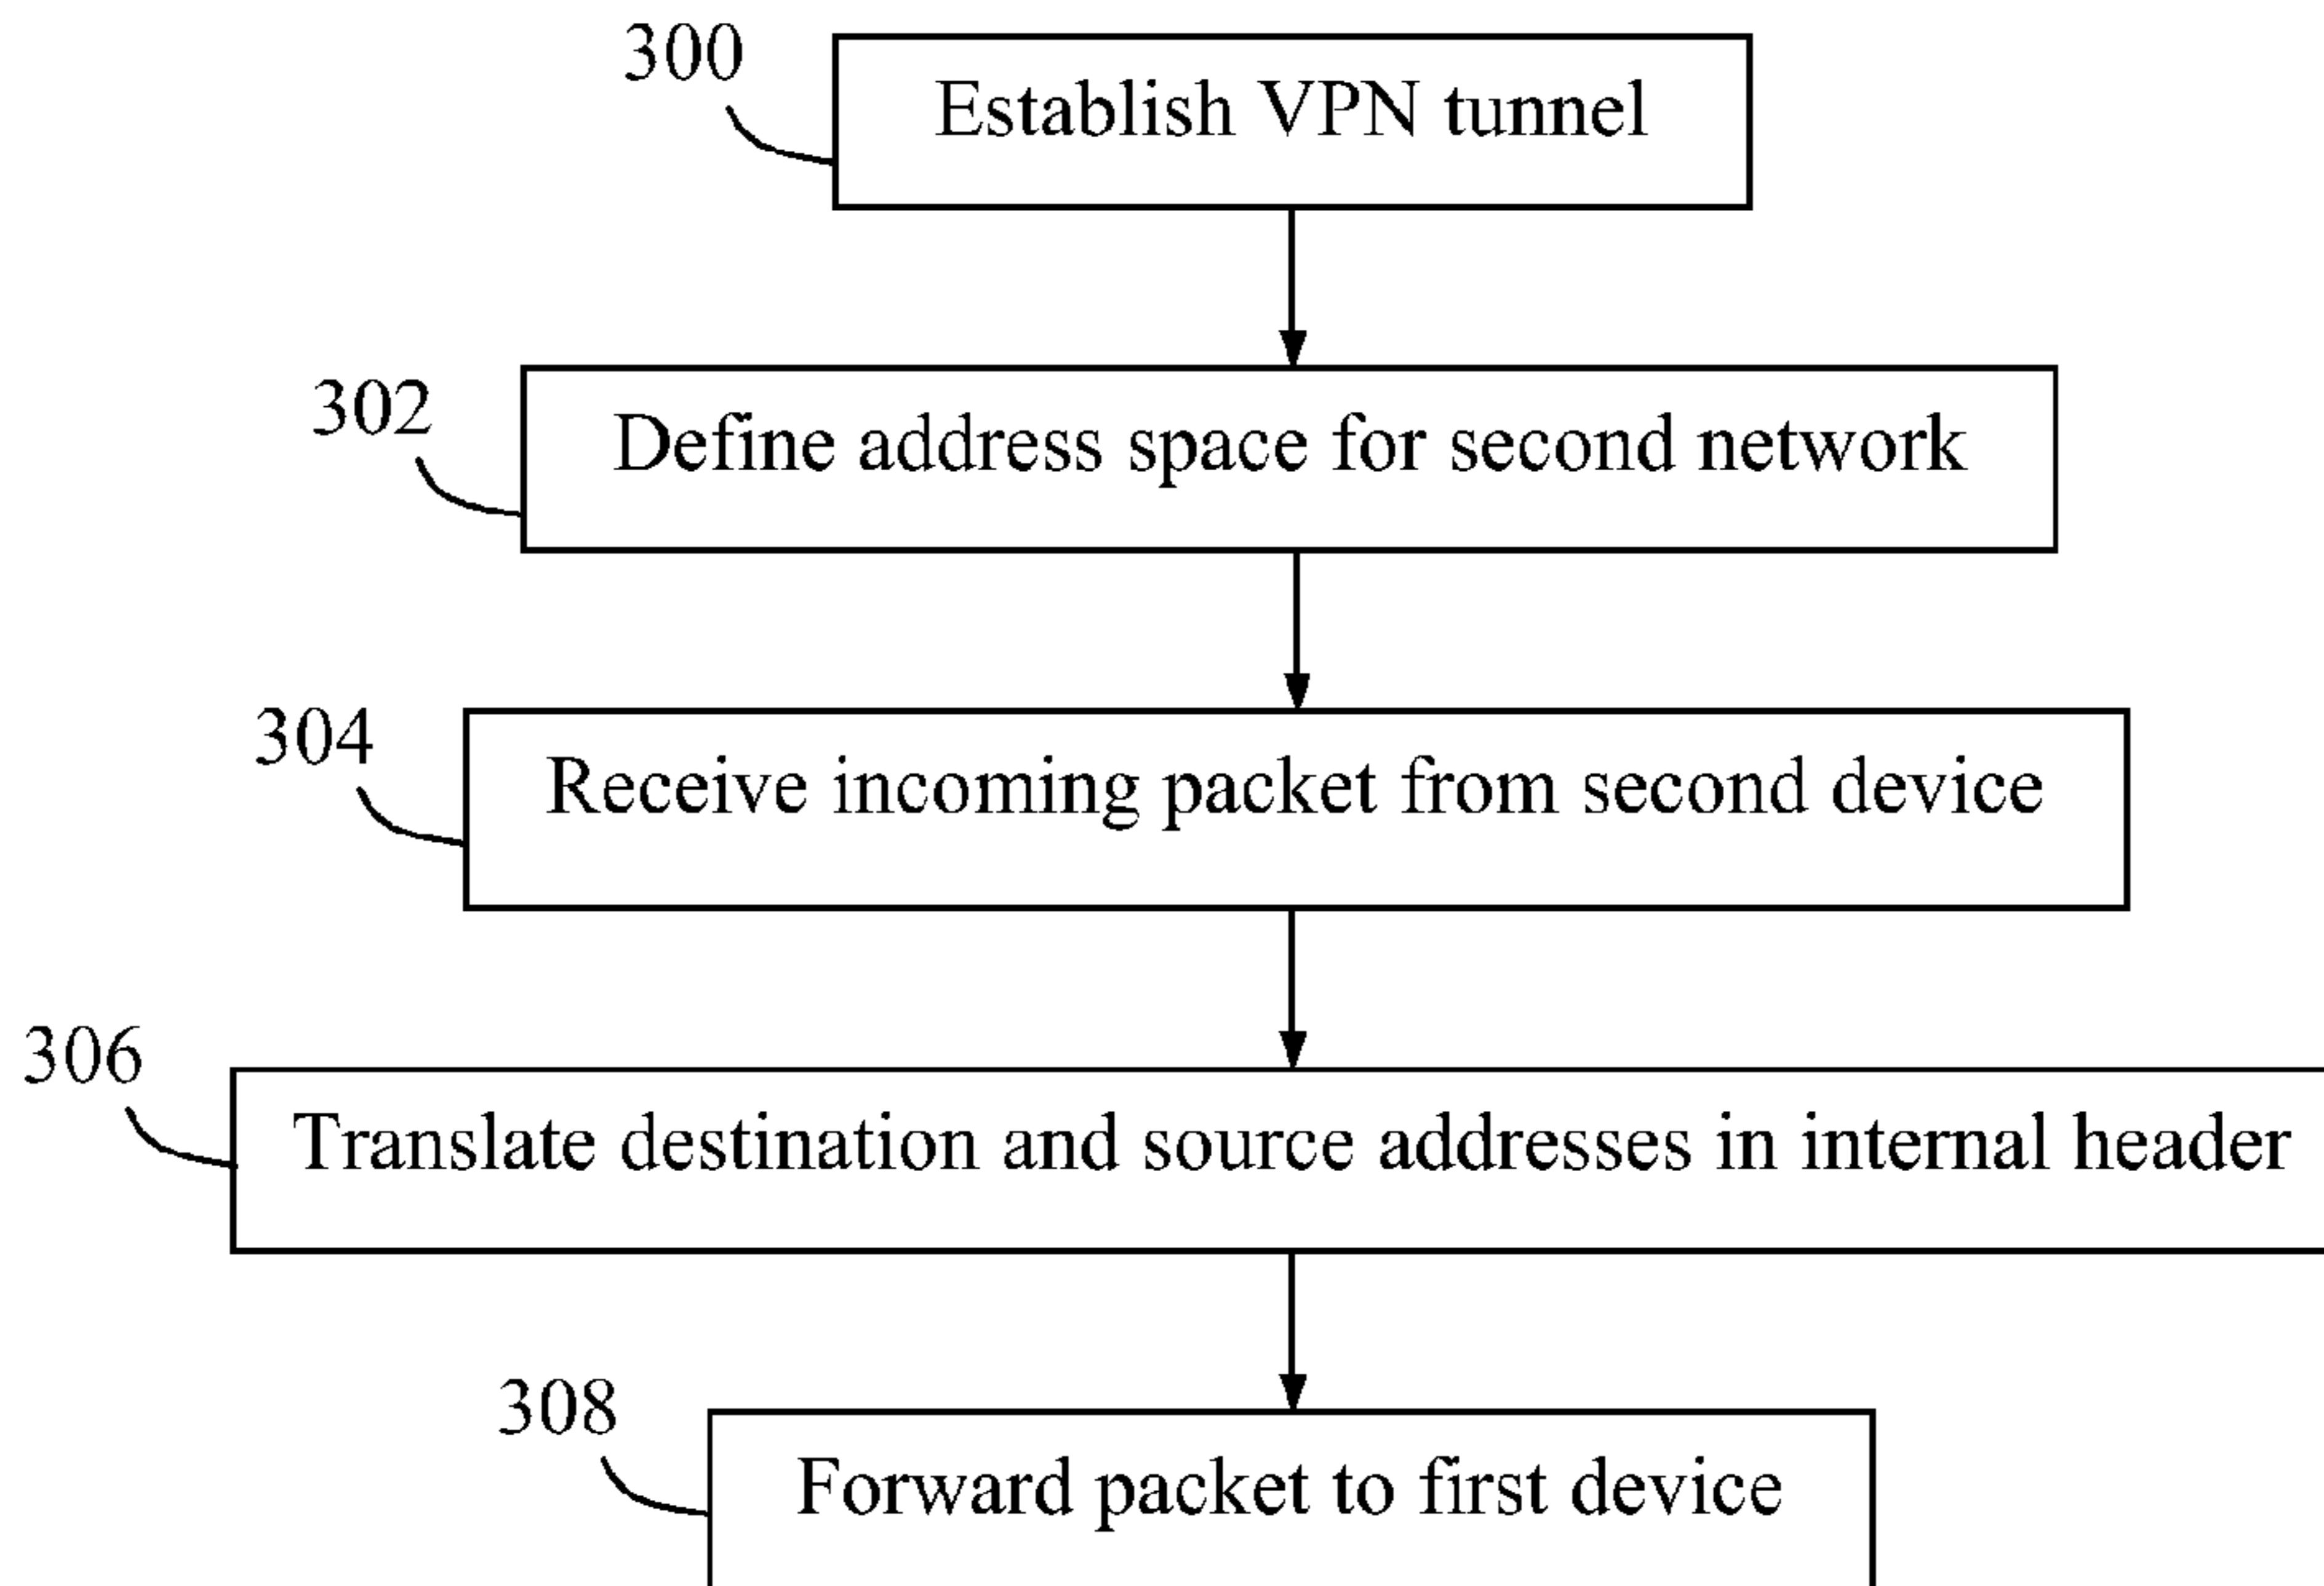 300
Establish VPN tunnel
302
Define address space for second network
304
Receive incoming packet from second device
306
Translate destination and source addresses in internal header
308
Forward packet to first device